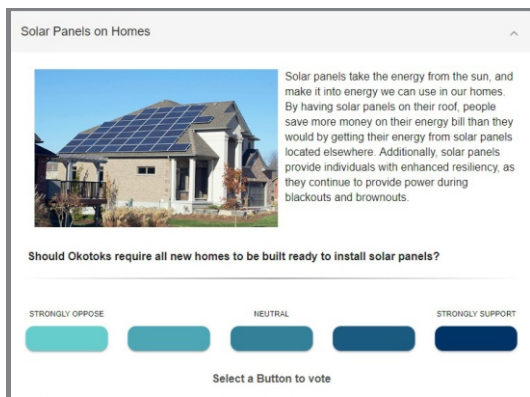 Solar Panels on Homes
Solar panels take the energy from the sun, and
make it into energy we can use in our homes.
By having solar panels on their roof, people
save more money on their energy bill than they
would by getting their energy from solar panels
located elsewhere. Additionally, solar panels
provide individuals with enhanced resiliency, as
they continue to provide power during
blackouts and brownouts.
Should Okotoks require all new homes to be built ready to install solar panels?
STRONGLY OPPOSE NEUTRAL STRONGLY SUPPORT
Select a Button to vote